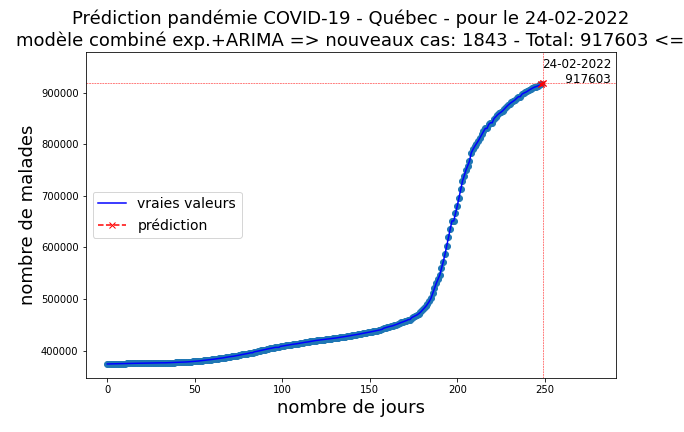 Prédiction pandémie COVID-19 - Québec - pour le 24-02-2022
modèle combiné exp.+ARIMA => nouveaux cas: 1843 - Total: 917603 <=
24-02-2022
917603
900000
800000
700000
600000
500000
400000
nombre de malades
vraies valeurs
prédiction
0 50 100 150 200 250
nombre de jours